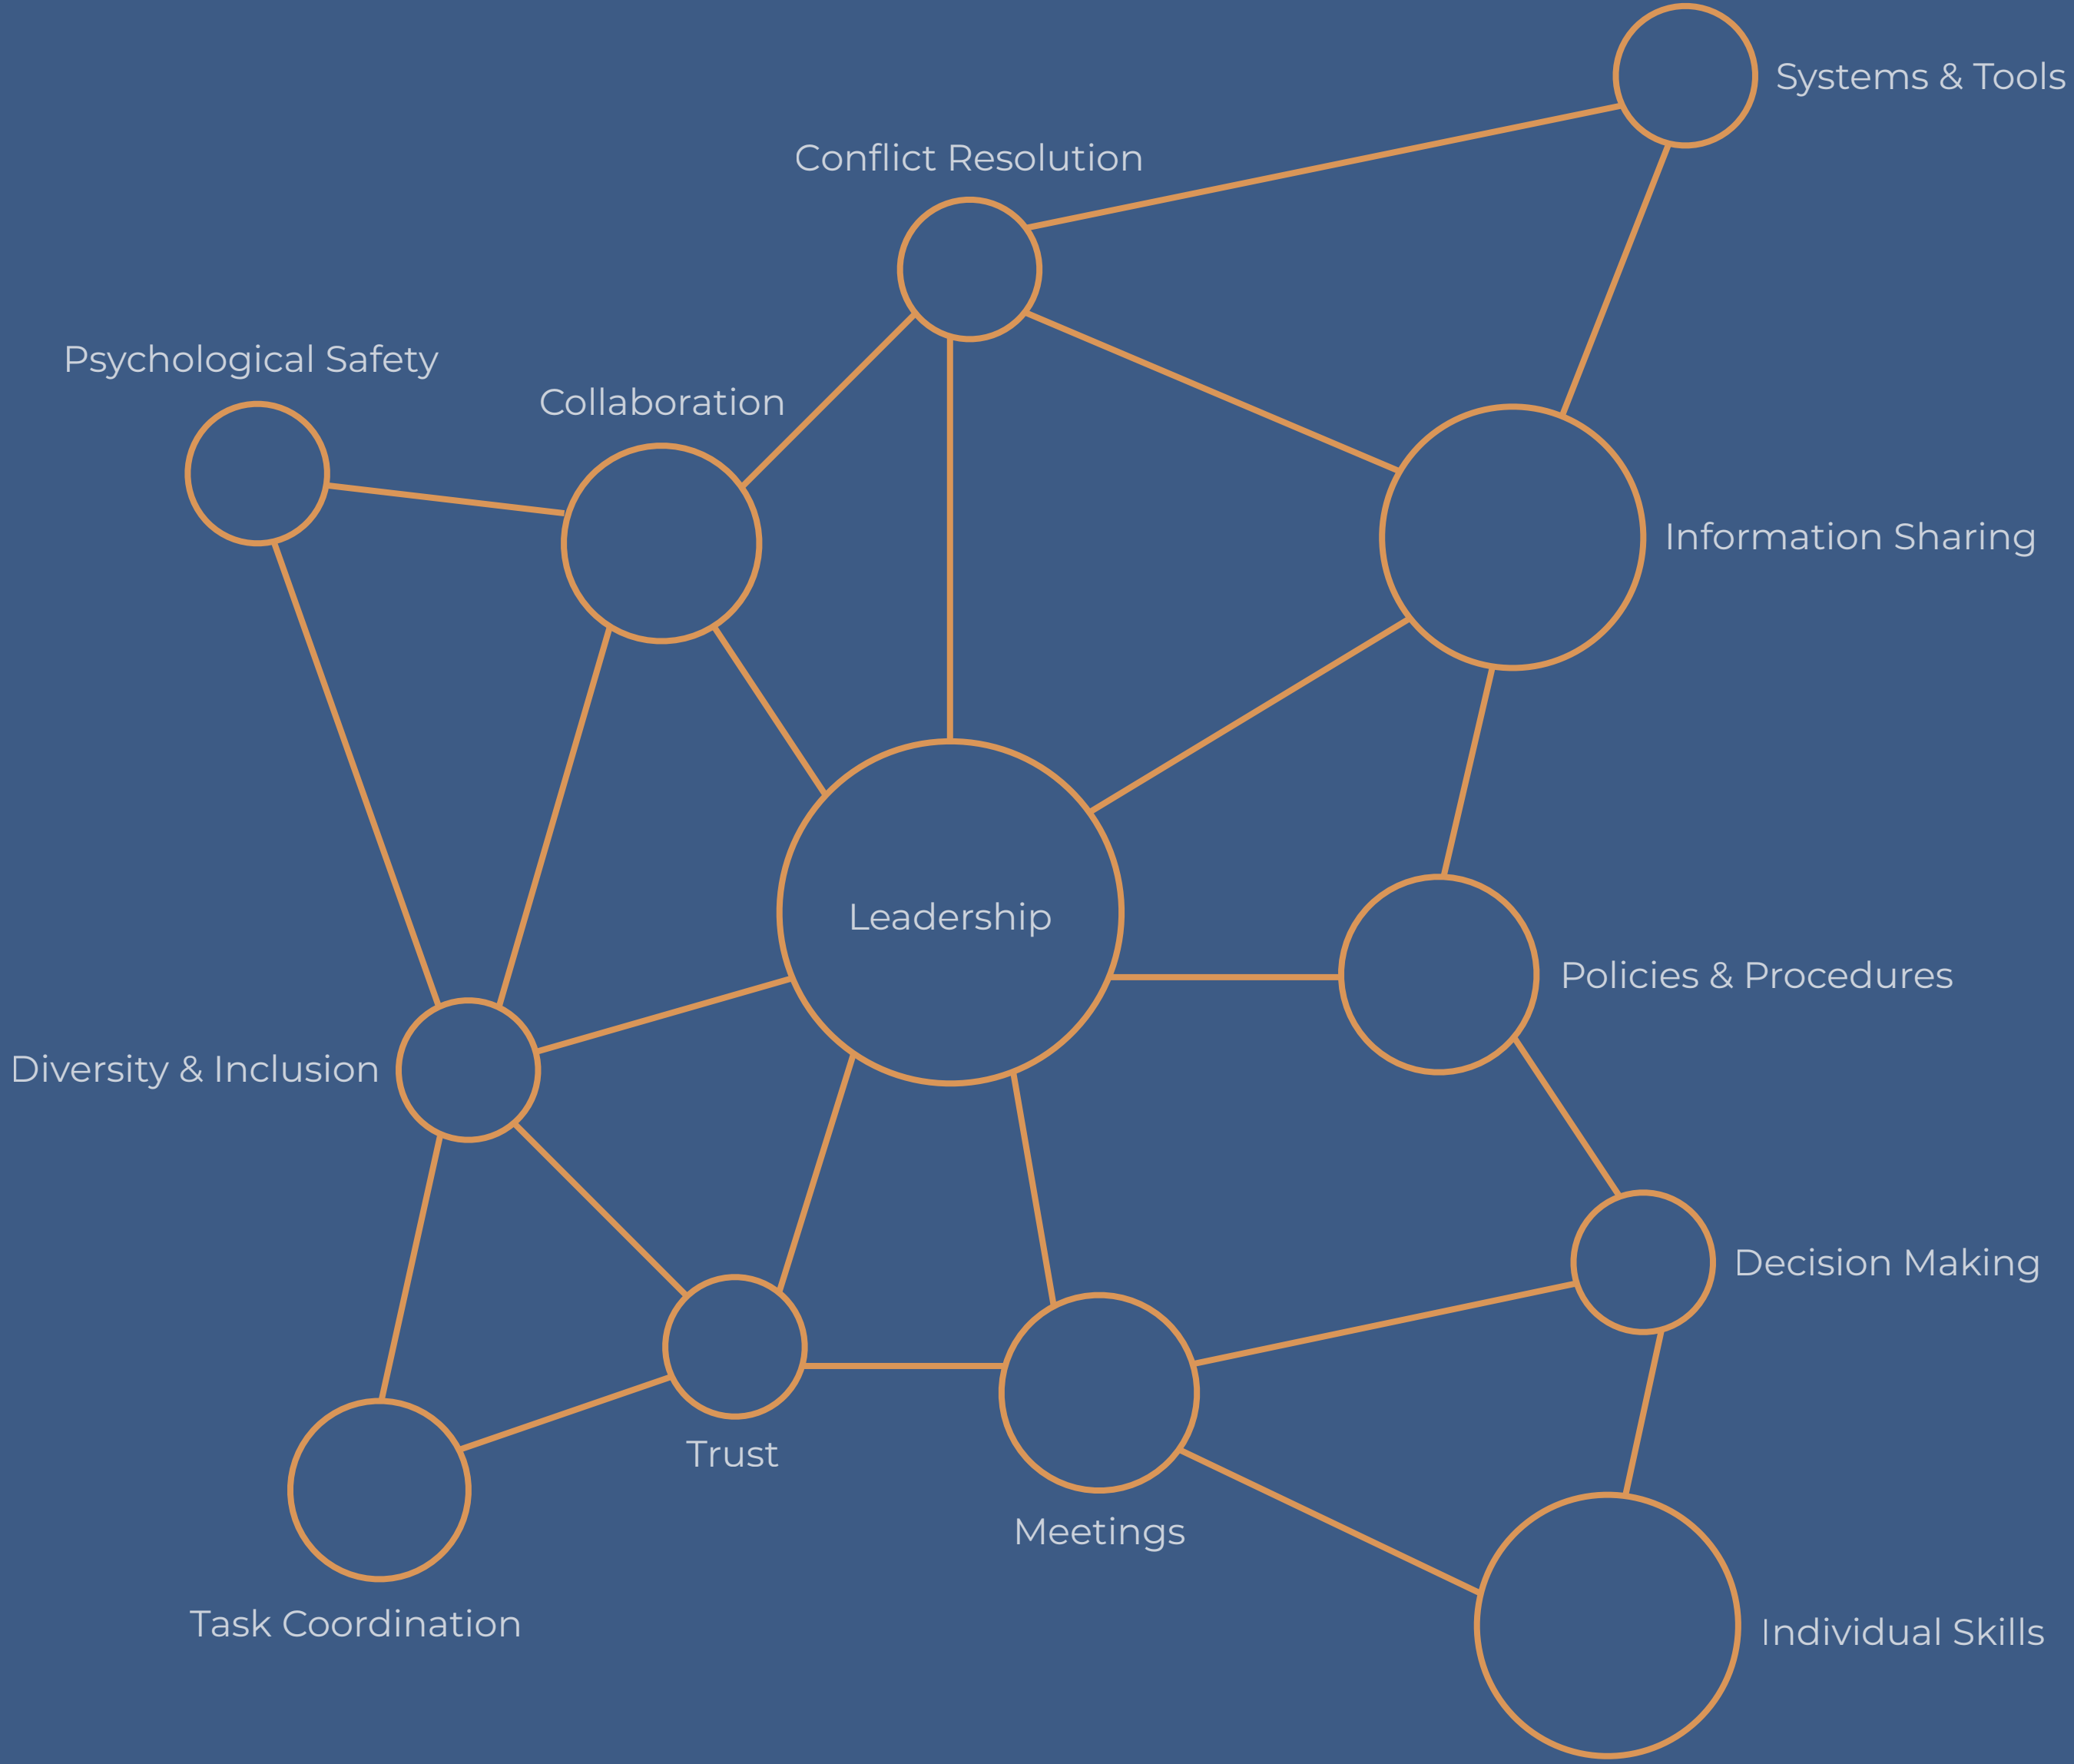 Systems & Tools
Conflict Resolution
Psychological Safety
Collaboration
Information Sharing
Leadership
Policies & Procedures
Diversity & Inclusion
Decision Making
Trust
Meetings
Task Coordination
Individual Skills